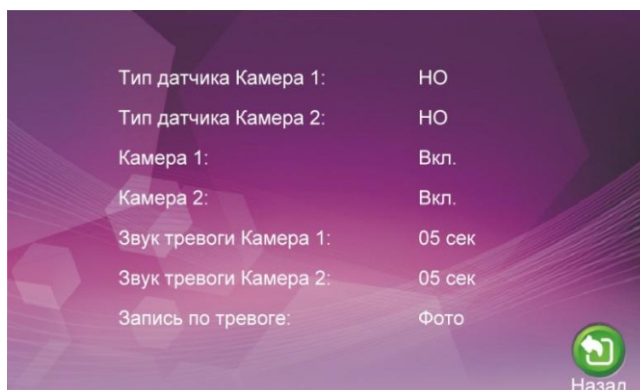 Тип датчика Камера 1: НО
Тип датчика Камера 2: НО
Камера 1: Вкл.
Камера 2: Вкл.
Звук тревоги Камера 1: 05 сек
Звук тревоги Камера 2: 05 сек
Запись по тревоге: Фото
Назад